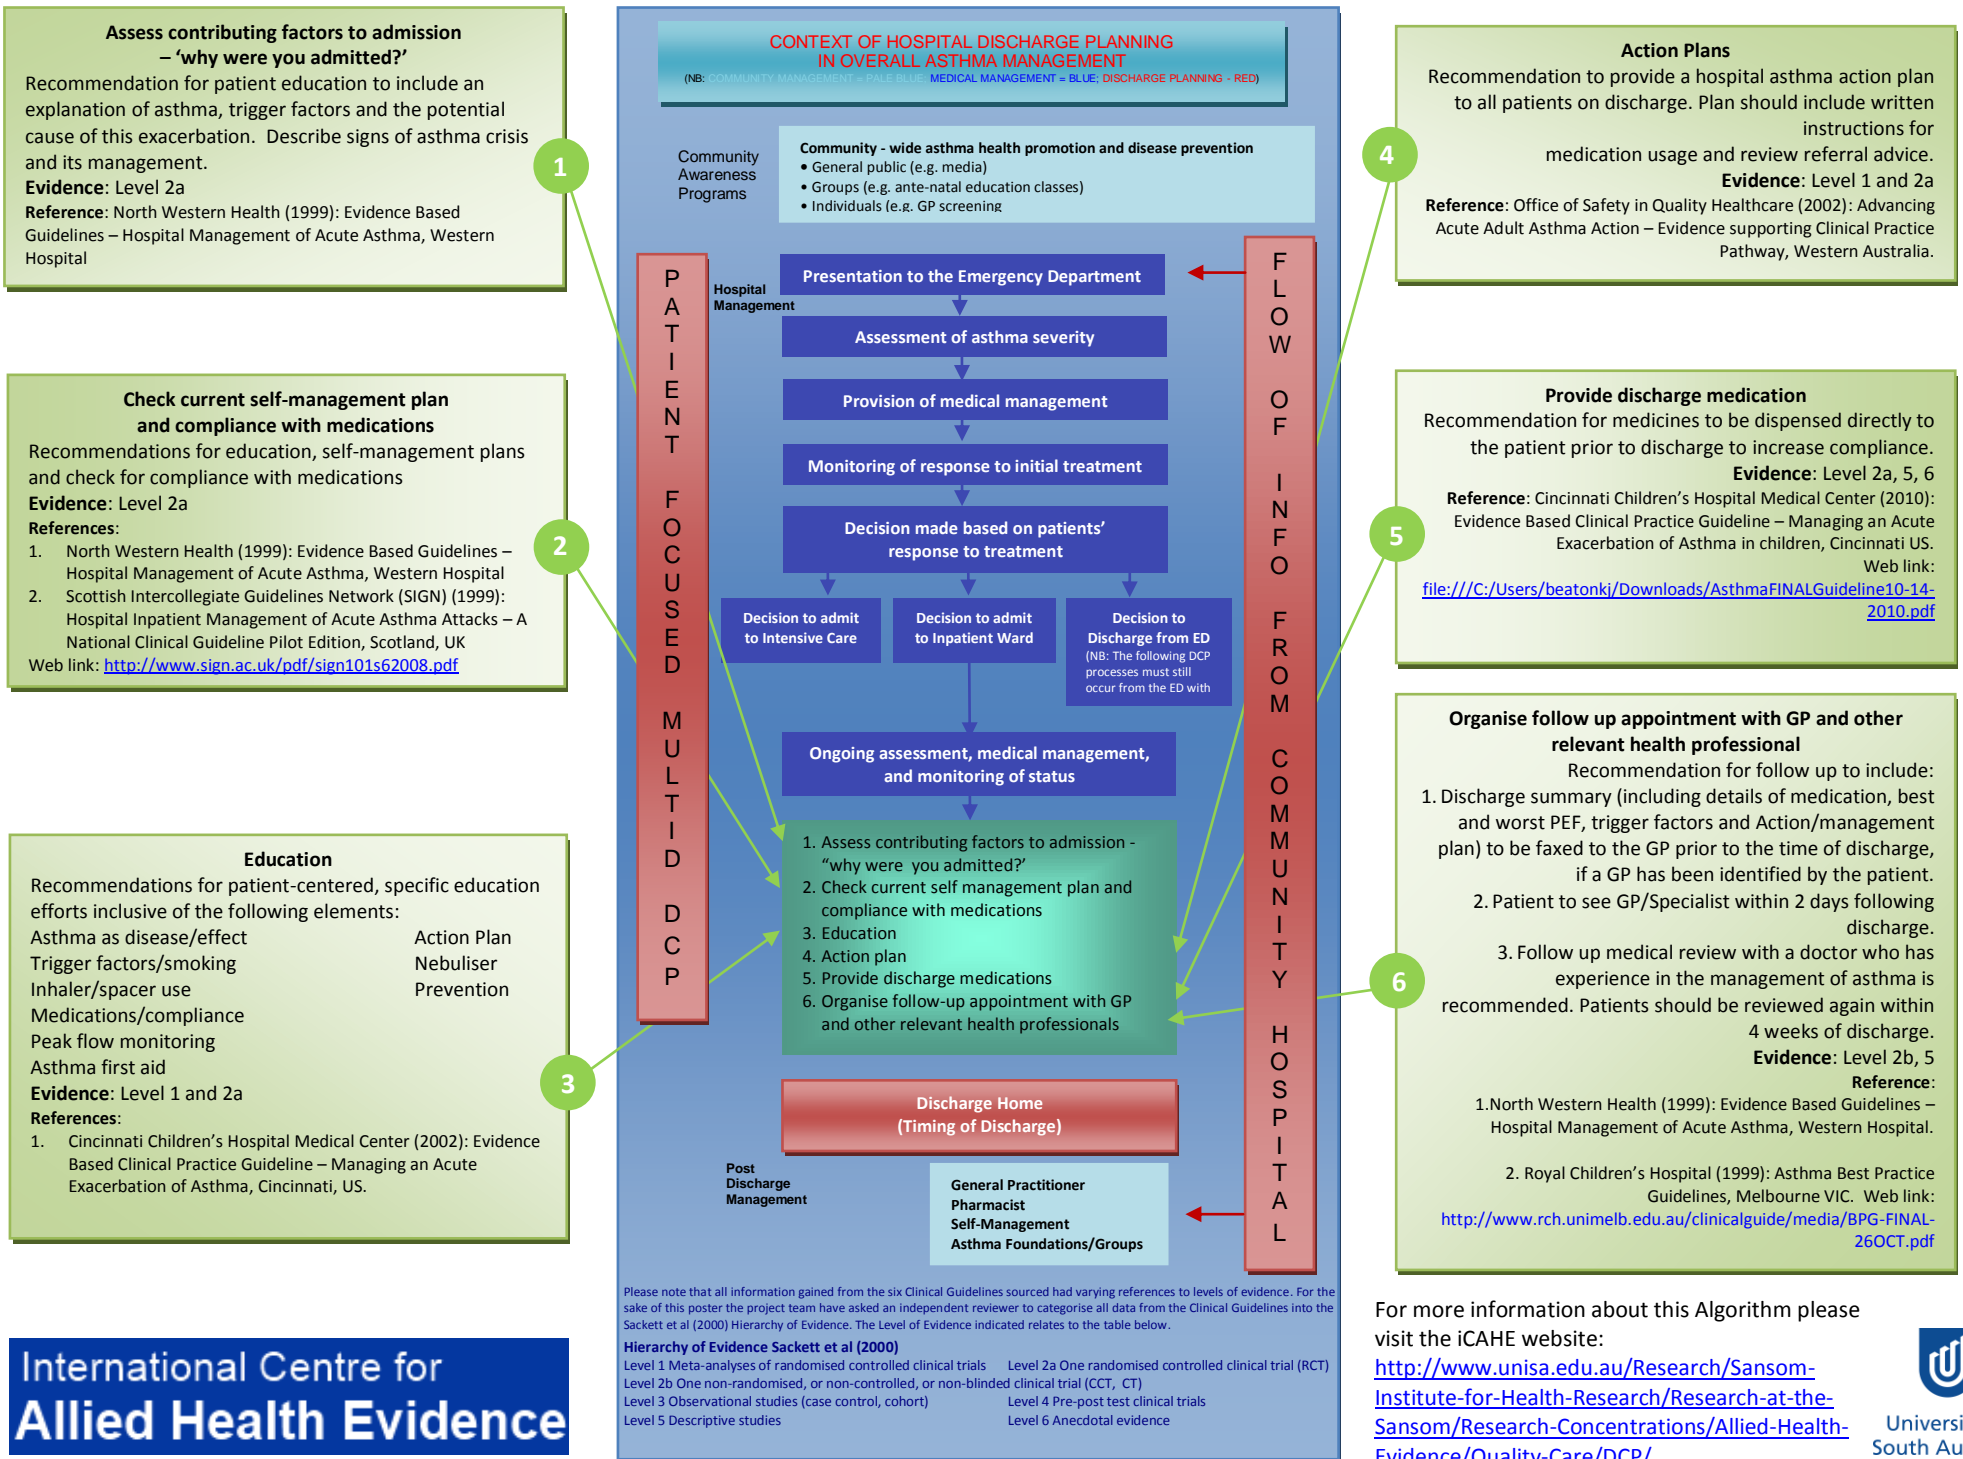 Assess contributing factors to admission
– ‘why were you admitted?’
Recommendation for patient education to include an
explanation of asthma, trigger factors and the potential
cause of this exacerbation.  Describe signs of asthma crisis
and its management.
Evidence: Level 2a
Reference: North Western Health (1999): Evidence Based
Guidelines – Hospital Management of Acute Asthma, Western
Hospital
1
Check current self-management plan
and compliance with medications
Recommendations for education, self-management plans
and check for compliance with medications
Evidence: Level 2a
References:
1. North Western Health (1999): Evidence Based Guidelines –
Hospital Management of Acute Asthma, Western Hospital
2. Scottish Intercollegiate Guidelines Network (SIGN) (1999):
Hospital Inpatient Management of Acute Asthma Attacks – A
National Clinical Guideline Pilot Edition, Scotland, UK
Web link: http://www.sign.ac.uk/pdf/sign101s62008.pdf
2
Education
Recommendations for patient-centered, specific education
efforts inclusive of the following elements:
Asthma as disease/effect Action Plan
Trigger factors/smoking Nebuliser
Inhaler/spacer use Prevention
Medications/compliance
Peak flow monitoring
Asthma first aid
Evidence: Level 1 and 2a
References:
1. Cincinnati Children’s Hospital Medical Center (2002): Evidence
Based Clinical Practice Guideline – Managing an Acute
Exacerbation of Asthma, Cincinnati, US.
3
International Centre for
Allied Health Evidence
CONTEXT OF HOSPITAL DISCHARGE PLANNING
IN OVERALL ASTHMA MANAGEMENT
(NB: COMMUNITY MANAGEMENT = PALE BLUE; MEDICAL MANAGEMENT = BLUE; DISCHARGE PLANNING - RED)
Community
Awareness
Programs
Community - wide asthma health promotion and disease prevention
• General public (e.g. media)
• Groups (e.g. ante-natal education classes)
• Individuals (e.g. GP screening
PATIENT FOCUSED MULTID DCP
Hospital
Management
Presentation to the Emergency Department
Assessment of asthma severity
Provision of medical management
Monitoring of response to initial treatment
Decision made based on patients’
response to treatment
Decision to admit
to Intensive Care
Decision to admit
to Inpatient Ward
Decision to
Discharge from ED
(NB: The following DCP
processes must still
occur from the ED with
Ongoing assessment, medical management,
and monitoring of status
1. Assess contributing factors to admission -
“why were  you admitted?’
2. Check current self management plan and
compliance with medications
3. Education
4. Action plan
5. Provide discharge medications
6. Organise follow-up appointment with GP
and other relevant health professionals
Discharge Home
(Timing of Discharge)
Post
Discharge
Management
General Practitioner
Pharmacist
Self-Management
Asthma Foundations/Groups
FLOW OF INFO FROM COMMUNITY HOSPITAL
Please note that all information gained from the six Clinical Guidelines sourced had varying references to levels of evidence. For the
sake of this poster the project team have asked an independent reviewer to categorise all data from the Clinical Guidelines into the
Sackett et al (2000) Hierarchy of Evidence. The Level of Evidence indicated relates to the table below.
Hierarchy of Evidence Sackett et al (2000)
Level 1 Meta-analyses of randomised controlled clinical trials Level 2a One randomised controlled clinical trial (RCT)
Level 2b One non-randomised, or non-controlled, or non-blinded clinical trial (CCT,  CT)
Level 3 Observational studies (case control, cohort) Level 4 Pre-post test clinical trials
Level 5 Descriptive studies Level 6 Anecdotal evidence
Action Plans
Recommendation to provide a hospital asthma action plan
to all patients on discharge. Plan should include written
instructions for
medication usage and review referral advice.
Evidence: Level 1 and 2a
Reference: Office of Safety in Quality Healthcare (2002): Advancing
Acute Adult Asthma Action – Evidence supporting Clinical Practice
Pathway, Western Australia.
4
Provide discharge medication
Recommendation for medicines to be dispensed directly to
the patient prior to discharge to increase compliance.
Evidence: Level 2a, 5, 6
Reference: Cincinnati Children’s Hospital Medical Center (2010):
Evidence Based Clinical Practice Guideline – Managing an Acute
Exacerbation of Asthma in children, Cincinnati US.
Web link:
file:///C:/Users/beatonkj/Downloads/AsthmaFINALGuideline10-14-
2010.pdf
5
Organise follow up appointment with GP and other
relevant health professional
Recommendation for follow up to include:
1. Discharge summary (including details of medication, best
and worst PEF, trigger factors and Action/management
plan) to be faxed to the GP prior to the time of discharge,
if a GP has been identified by the patient.
2. Patient to see GP/Specialist within 2 days following
discharge.
3. Follow up medical review with a doctor who has
experience in the management of asthma is
recommended. Patients should be reviewed again within
4 weeks of discharge.
Evidence: Level 2b, 5
Reference:
1.North Western Health (1999): Evidence Based Guidelines –
Hospital Management of Acute Asthma, Western Hospital.
2. Royal Children’s Hospital (1999): Asthma Best Practice
Guidelines, Melbourne VIC.  Web link:
http://www.rch.unimelb.edu.au/clinicalguide/media/BPG-FINAL-
26OCT.pdf
6
For more information about this Algorithm please
visit the iCAHE website:
http://www.unisa.edu.au/Research/Sansom-
Institute-for-Health-Research/Research-at-the-
Sansom/Research-Concentrations/Allied-Health-
Evidence/Quality-Care/DCP/
Universi
South Au